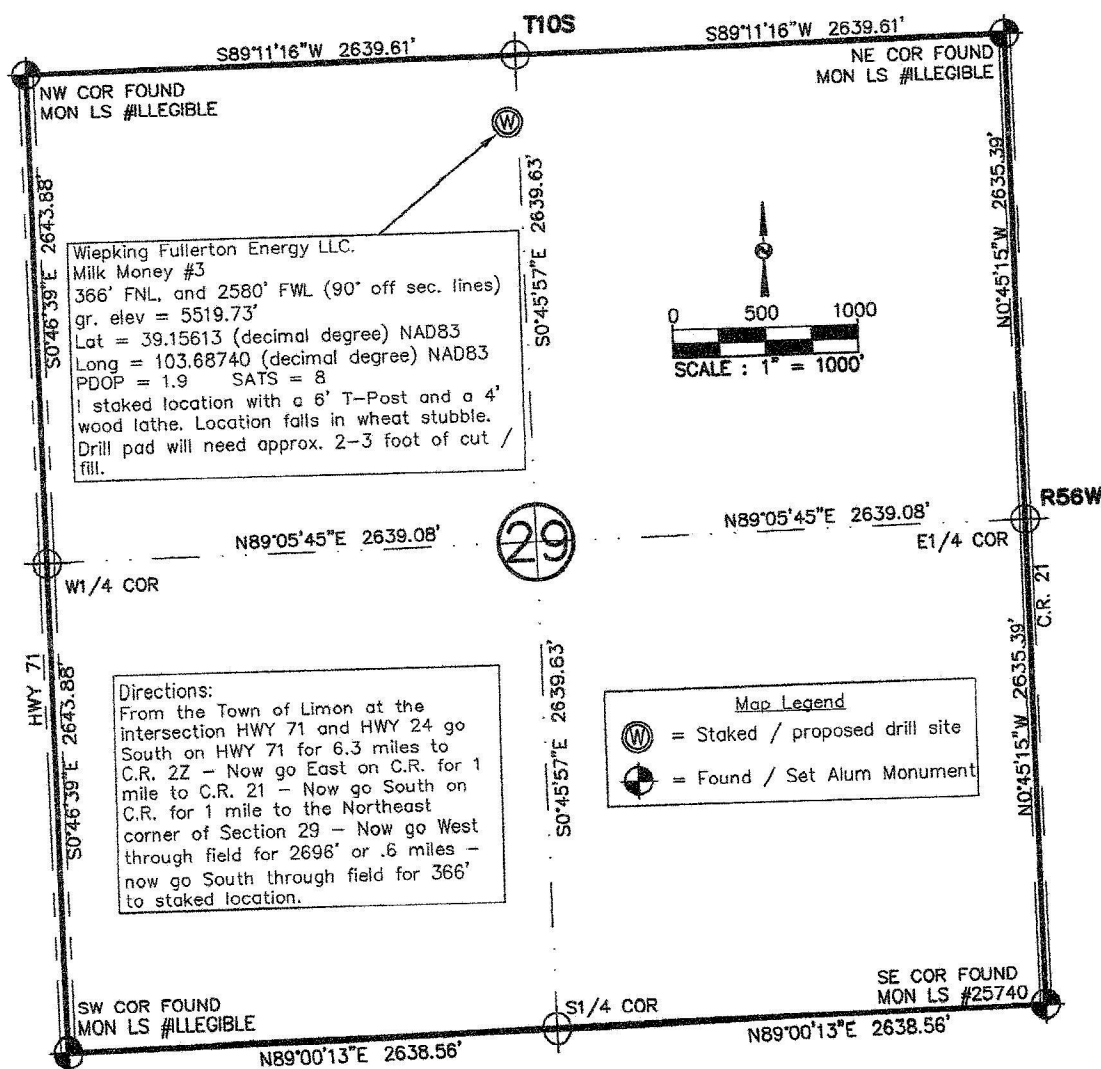 T10S
S89°11'16"W 2639.61'
S89°11'16"W 2639.61'
NW COR FOUND
MON LS #ILLEGIBLE
NE COR FOUND
MON LS #ILLEGIBLE
W
S0°46'39"E 2643.88'
S0°45'57"E 2639.63'
N0°45'15"W 2635.39'
Wiepking Fullerton Energy LLC.
Milk Money #3
366' FNL, and 2580' FWL (90° off sec. lines)
gr. elev = 5519.73'
Lat = 39.15613 (decimal degree) NAD83
Long = 103.68740 (decimal degree) NAD83
PDOP = 1.9 SATS = 8
I staked location with a 6' T-Post and a 4'
wood lathe. Location falls in wheat stubble.
Drill pad will need approx. 2-3 foot of cut /
fill.
0 500 1000
SCALE : 1" = 1000'
R56W
N89°05'45"E 2639.08'
29
N89°05'45"E 2639.08'
E1/4 COR
W1/4 COR
C.R. 21
HWY 71
S0°46'39"E 2643.88'
S0°45'57"E 2639.63'
N0°45'15"W 2635.39'
Directions:
From the Town of Limon at the
intersection HWY 71 and HWY 24 go
South on HWY 71 for 6.3 miles to
C.R. 2Z - Now go East on C.R. for 1
mile to C.R. 21 - Now go South on
C.R. for 1 mile to the Northeast
corner of Section 29 - Now go West
through field for 2696' or .6 miles -
now go South through field for 366'
to staked location.
Map Legend
W = Staked / proposed drill site
= Found / Set Alum Monument
SW COR FOUND
MON LS #ILLEGIBLE
S1/4 COR
SE COR FOUND
MON LS #25740
N89°00'13"E 2638.56'
N89°00'13"E 2638.56'